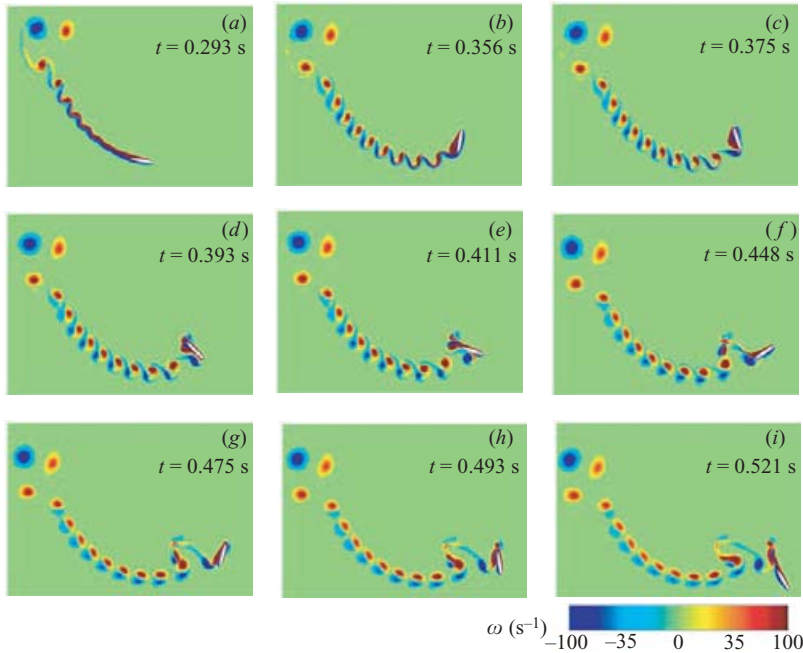 (a)
t = 0.293 s
(b)
t = 0.356 s
(c)
t = 0.375 s
(d)
t = 0.393 s
(e)
t = 0.411 s
(f)
t = 0.448 s
(g)
t = 0.475 s
(h)
t = 0.493 s
(i)
t = 0.521 s
ω (s⁻¹)
–100 –35 0 35 100